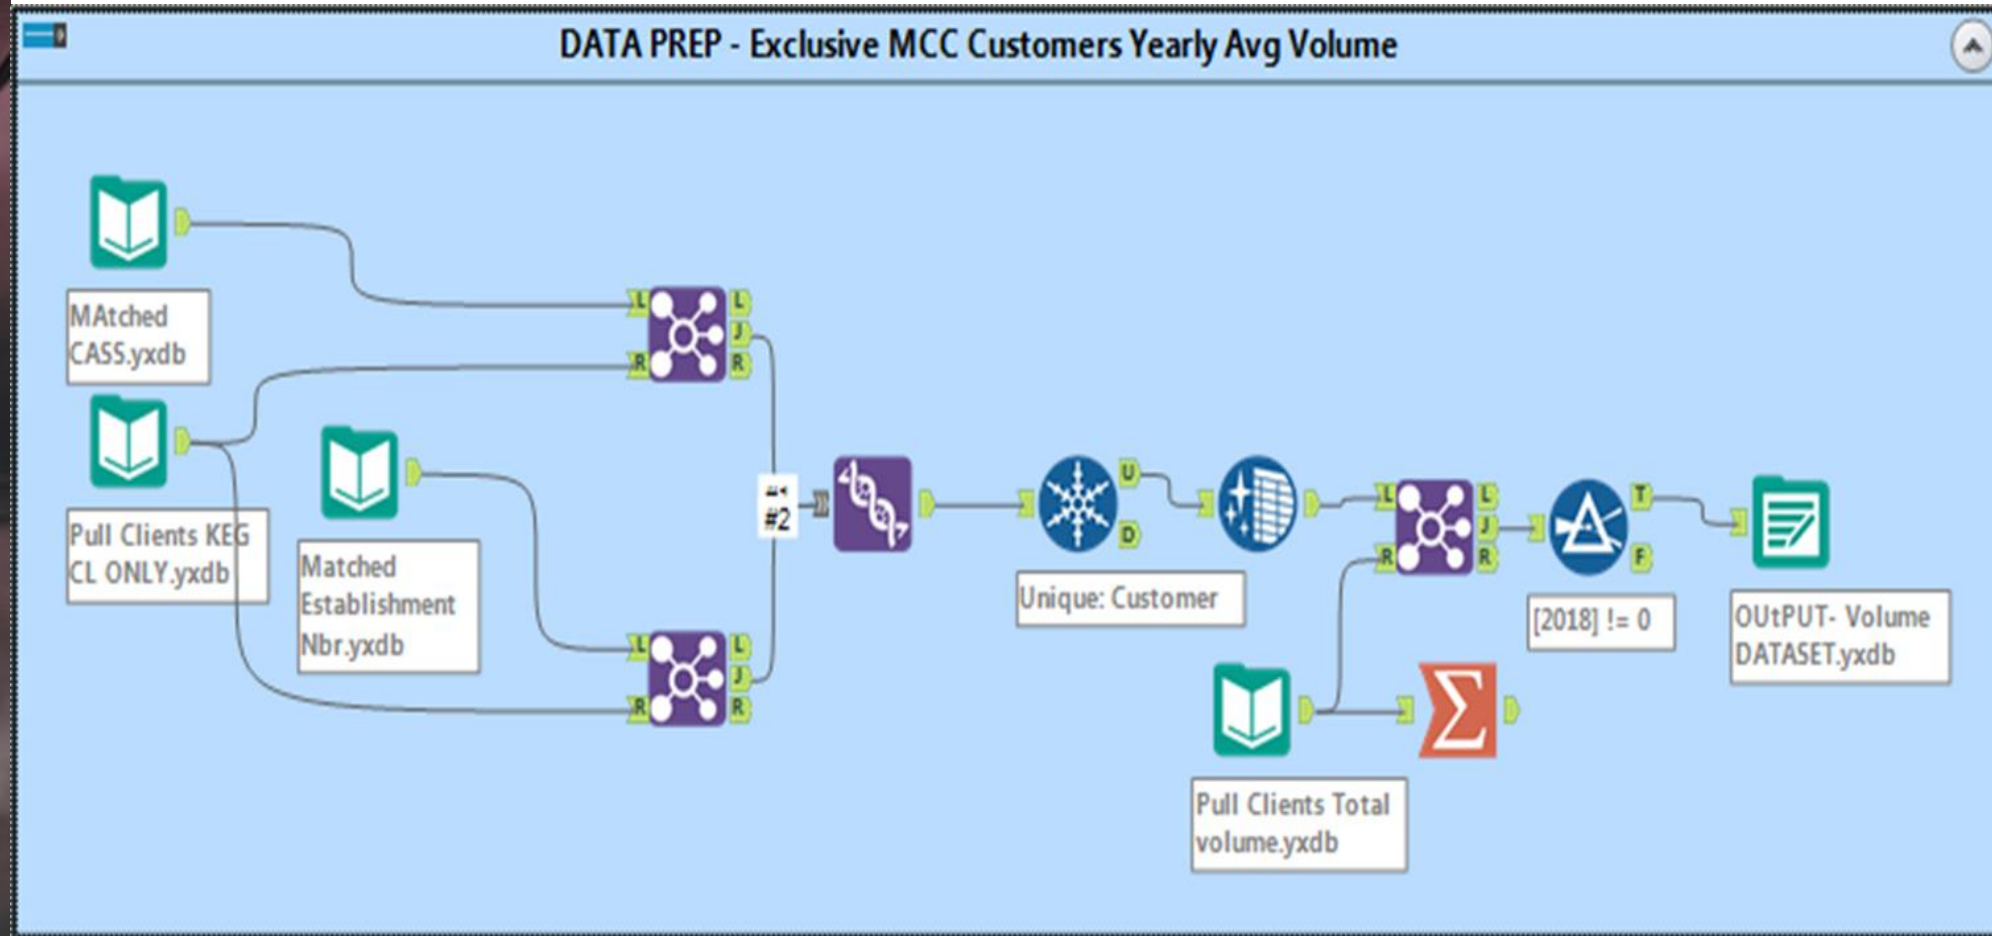 DATA PREP - Exclusive MCC Customers Yearly Avg Volume
MAtched
CASS.yxdb
L
R
L
J
R
Pull Clients KEG
CL ONLY.yxdb
Matched
Establishment
Nbr.yxdb
L
R
L
J
R
#2
Unique: Customer
U
D
L
R
L
J
R
[2018] != 0
T
F
OUtPUT- Volume
DATASET.yxdb
Pull Clients Total
volume.yxdb